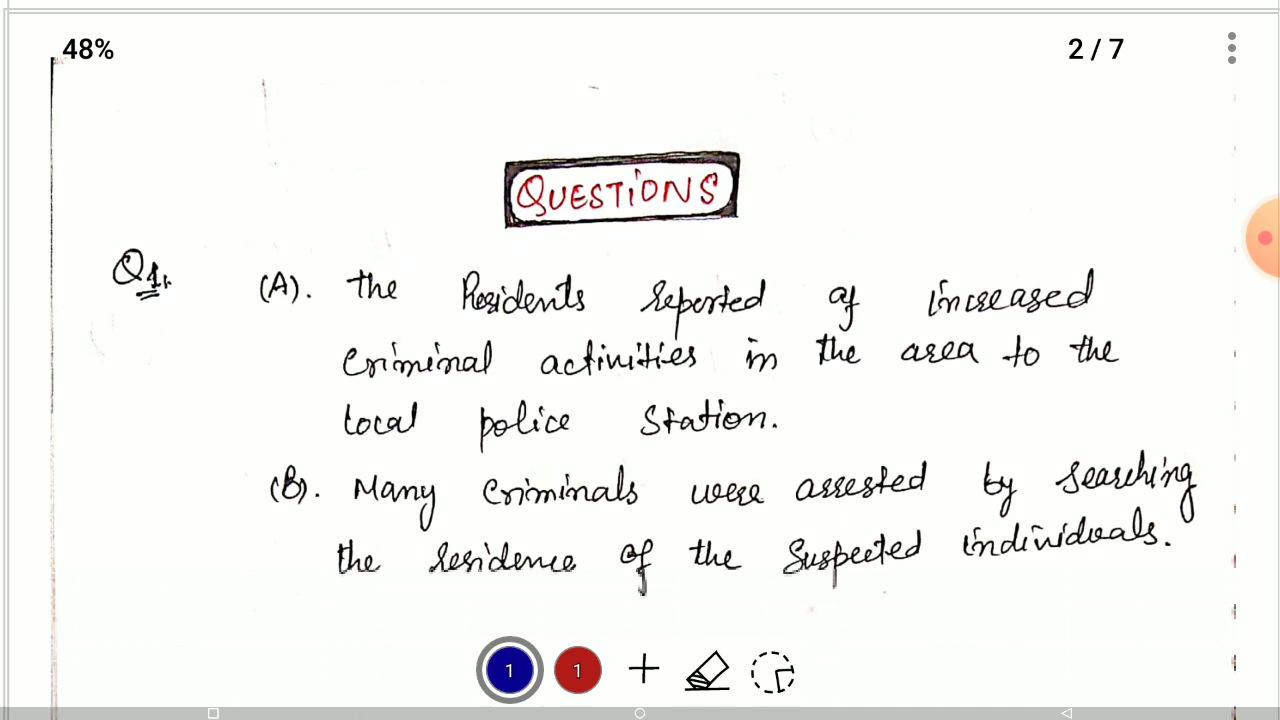 48%
2 / 7
QUESTIONS
Q1.
(A). The Residents reported of increased
criminal activities in the area to the
local police station.
(B). Many criminals were arrested by searching
the residence of the suspected individuals.
1 1